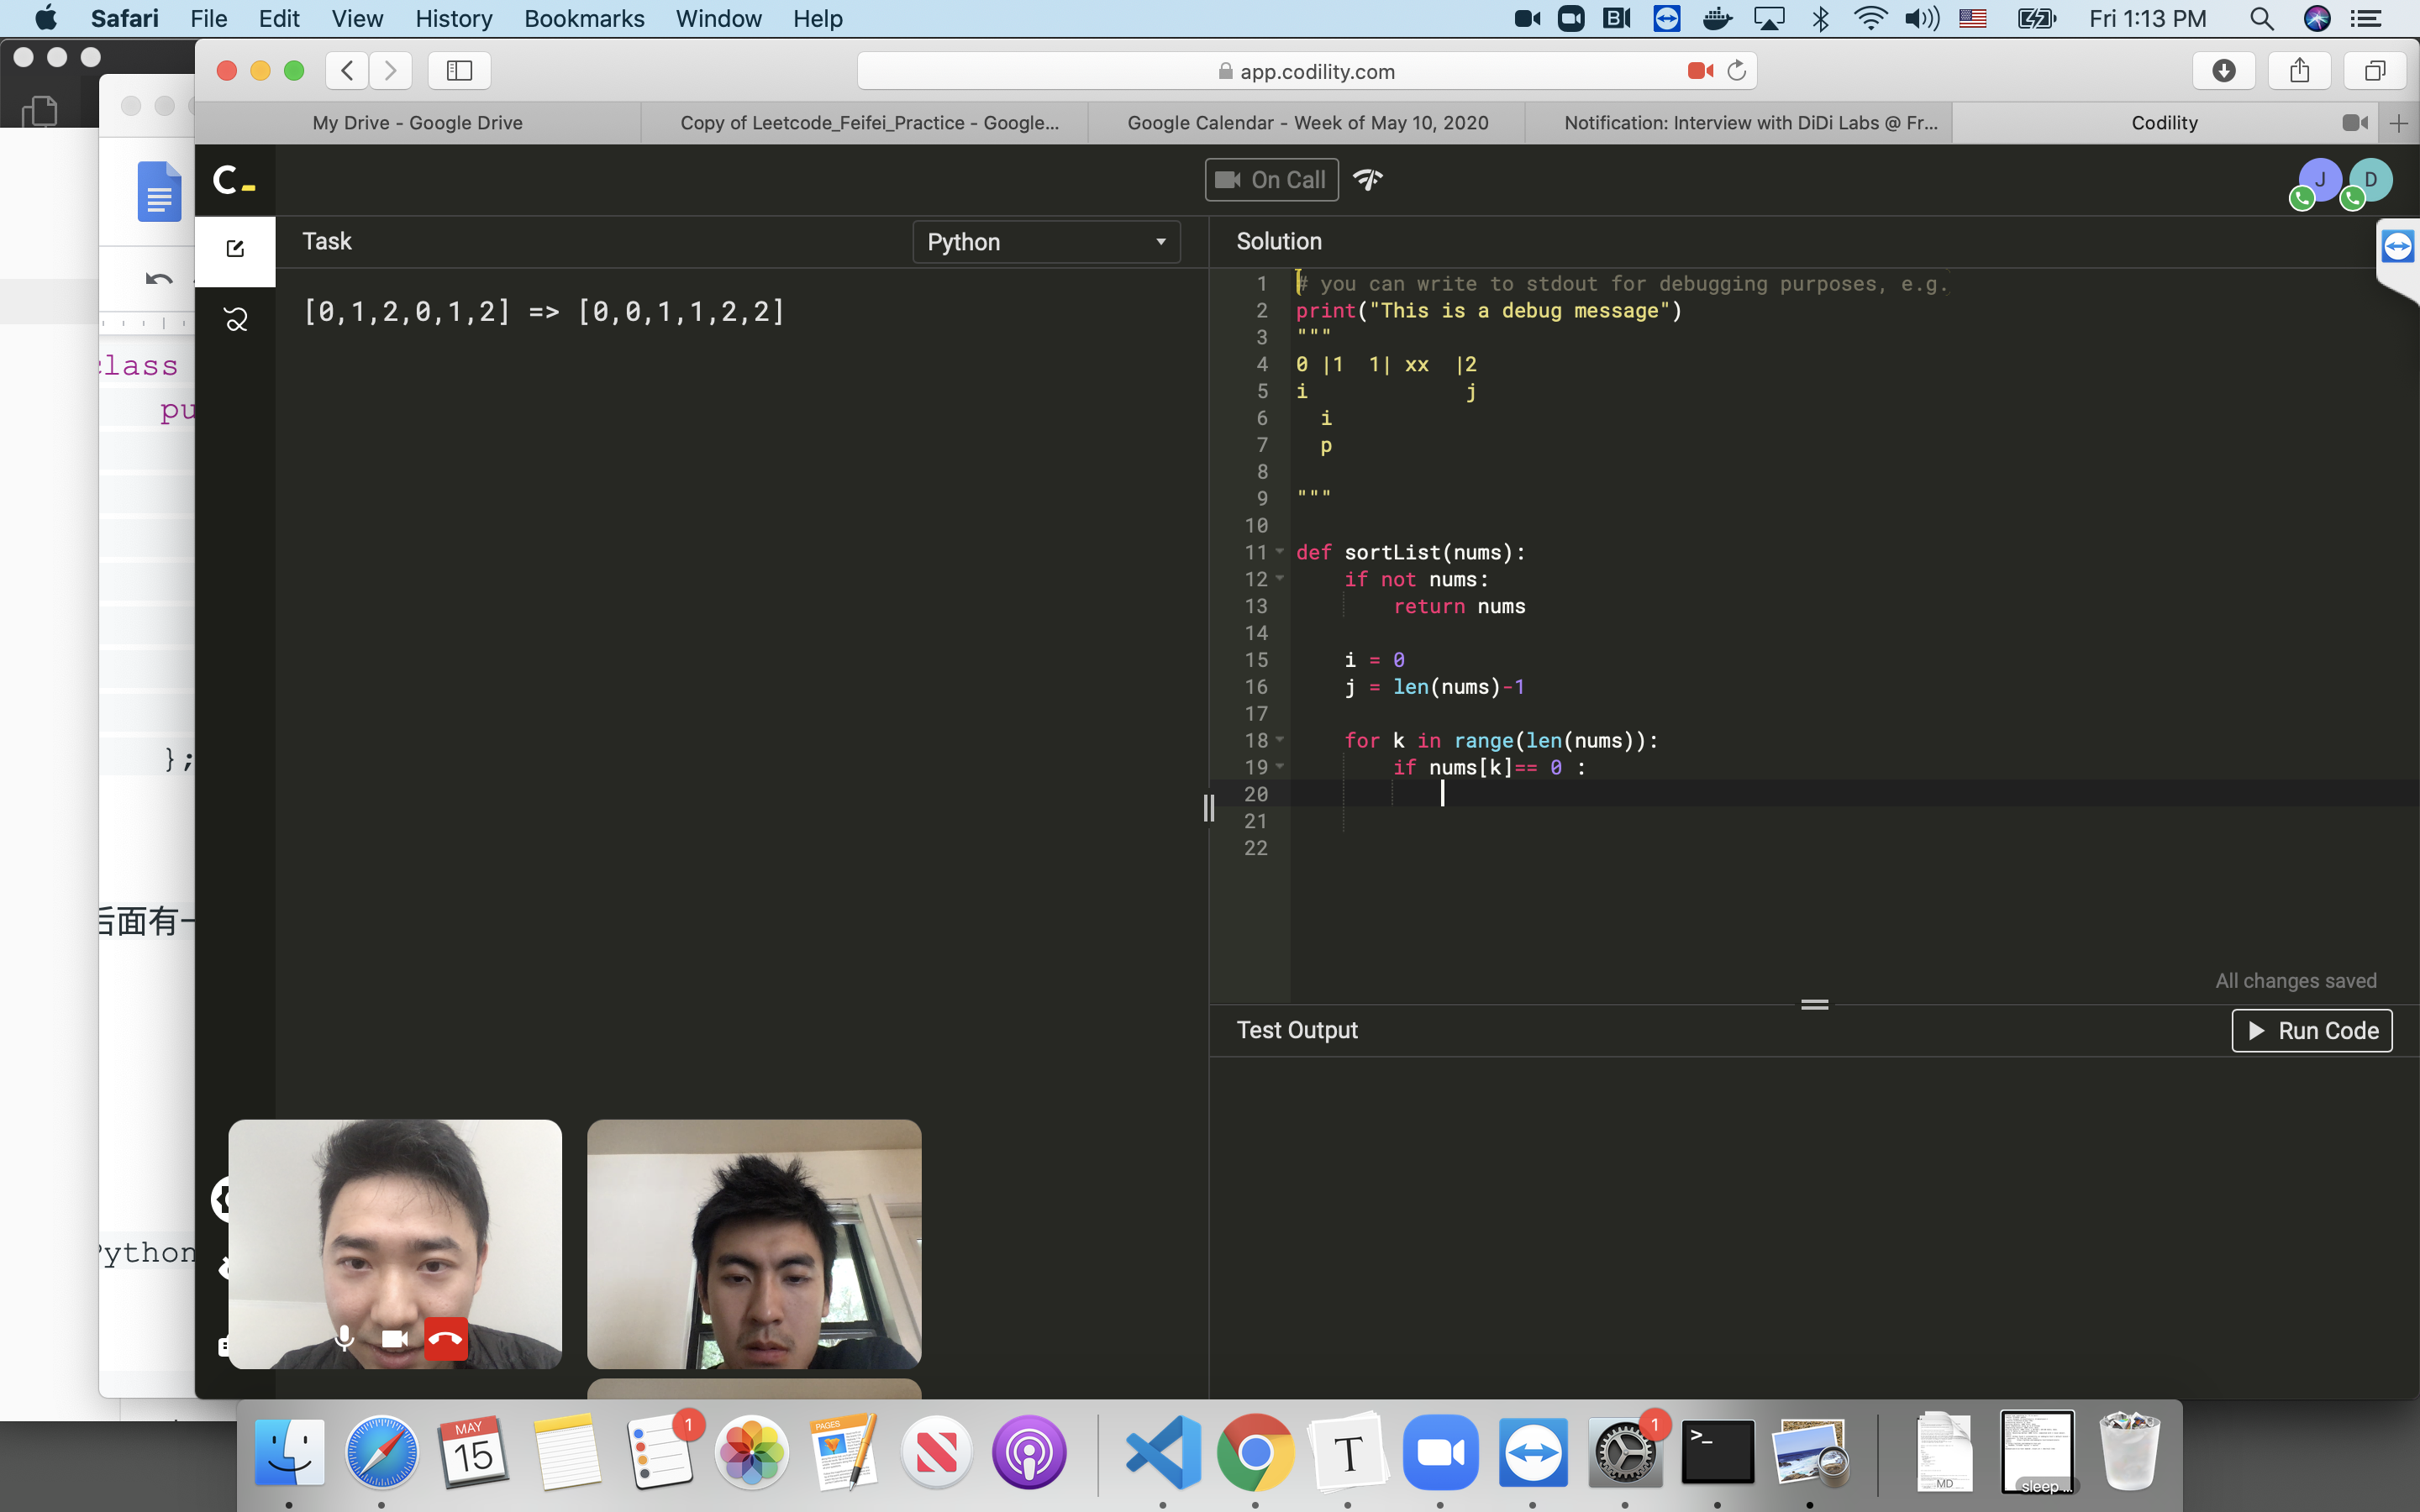 Safari File Edit View History Bookmarks Window Help Fri 1:13 PM
app.codility.com
My Drive - Google Drive
Copy of Leetcode_Feifei_Practice - Google...
Google Calendar - Week of May 10, 2020
Notification: Interview with DiDi Labs @ Fr...
Codility
On Call
J D
Task
Python
Solution
[0,1,2,0,1,2] => [0,0,1,1,2,2]
1 # you can write to stdout for debugging purposes, e.g.
2 print("This is a debug message")
3 """
4 0 |1  1| xx  |2
5 i             j
6   i
7   p
8
9 """
10
11 def sortList(nums):
12     if not nums:
13         return nums
14
15     i = 0
16     j = len(nums)-1
17
18     for k in range(len(nums)):
19         if nums[k]== 0 :
20
21
22
All changes saved
Test Output
Run Code
class
pu
};
后面有一
Python
1
MAY
15
PAGES
T
1
>_
MD
sleep ...